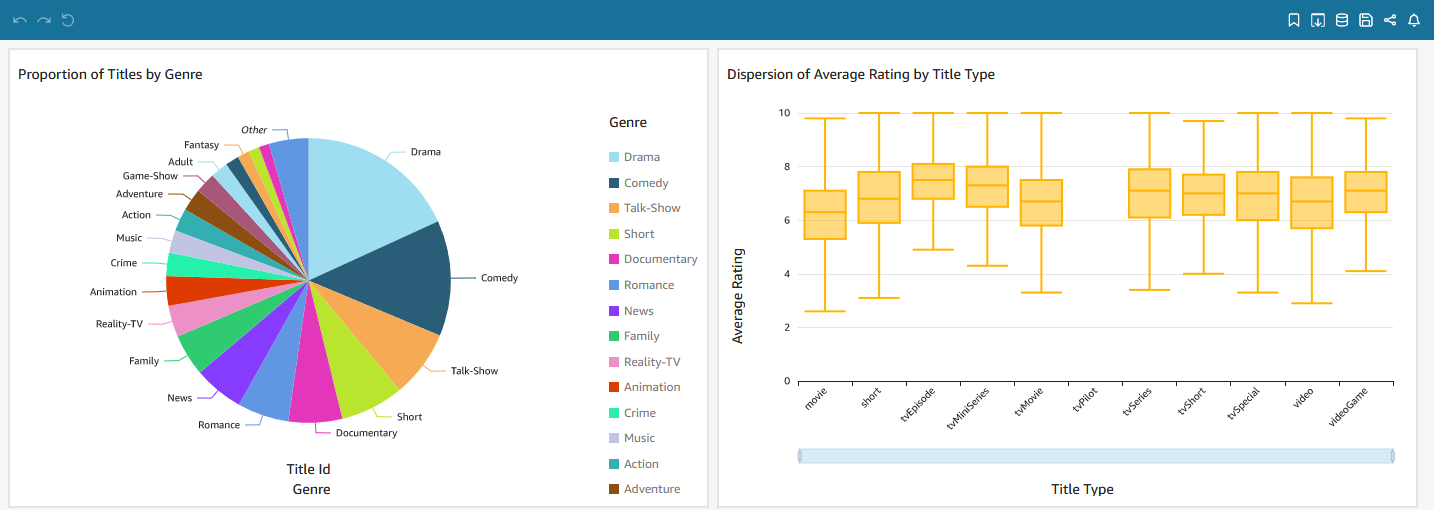 Proportion of Titles by Genre
Other
Fantasy
Adult
Game-Show
Adventure
Action
Music
Crime
Animation
Reality-TV
Family
News
Romance
Documentary
Short
Talk-Show
Comedy
Drama
Title Id
Genre
Genre
Drama
Comedy
Talk-Show
Short
Documentary
Romance
News
Family
Reality-TV
Animation
Crime
Music
Action
Adventure
Dispersion of Average Rating by Title Type
Average Rating
10
8
6
4
2
0
movie
short
tvEpisode
tvMiniSeries
tvMovie
tvPilot
tvSeries
tvShort
tvSpecial
video
videoGame
Title Type